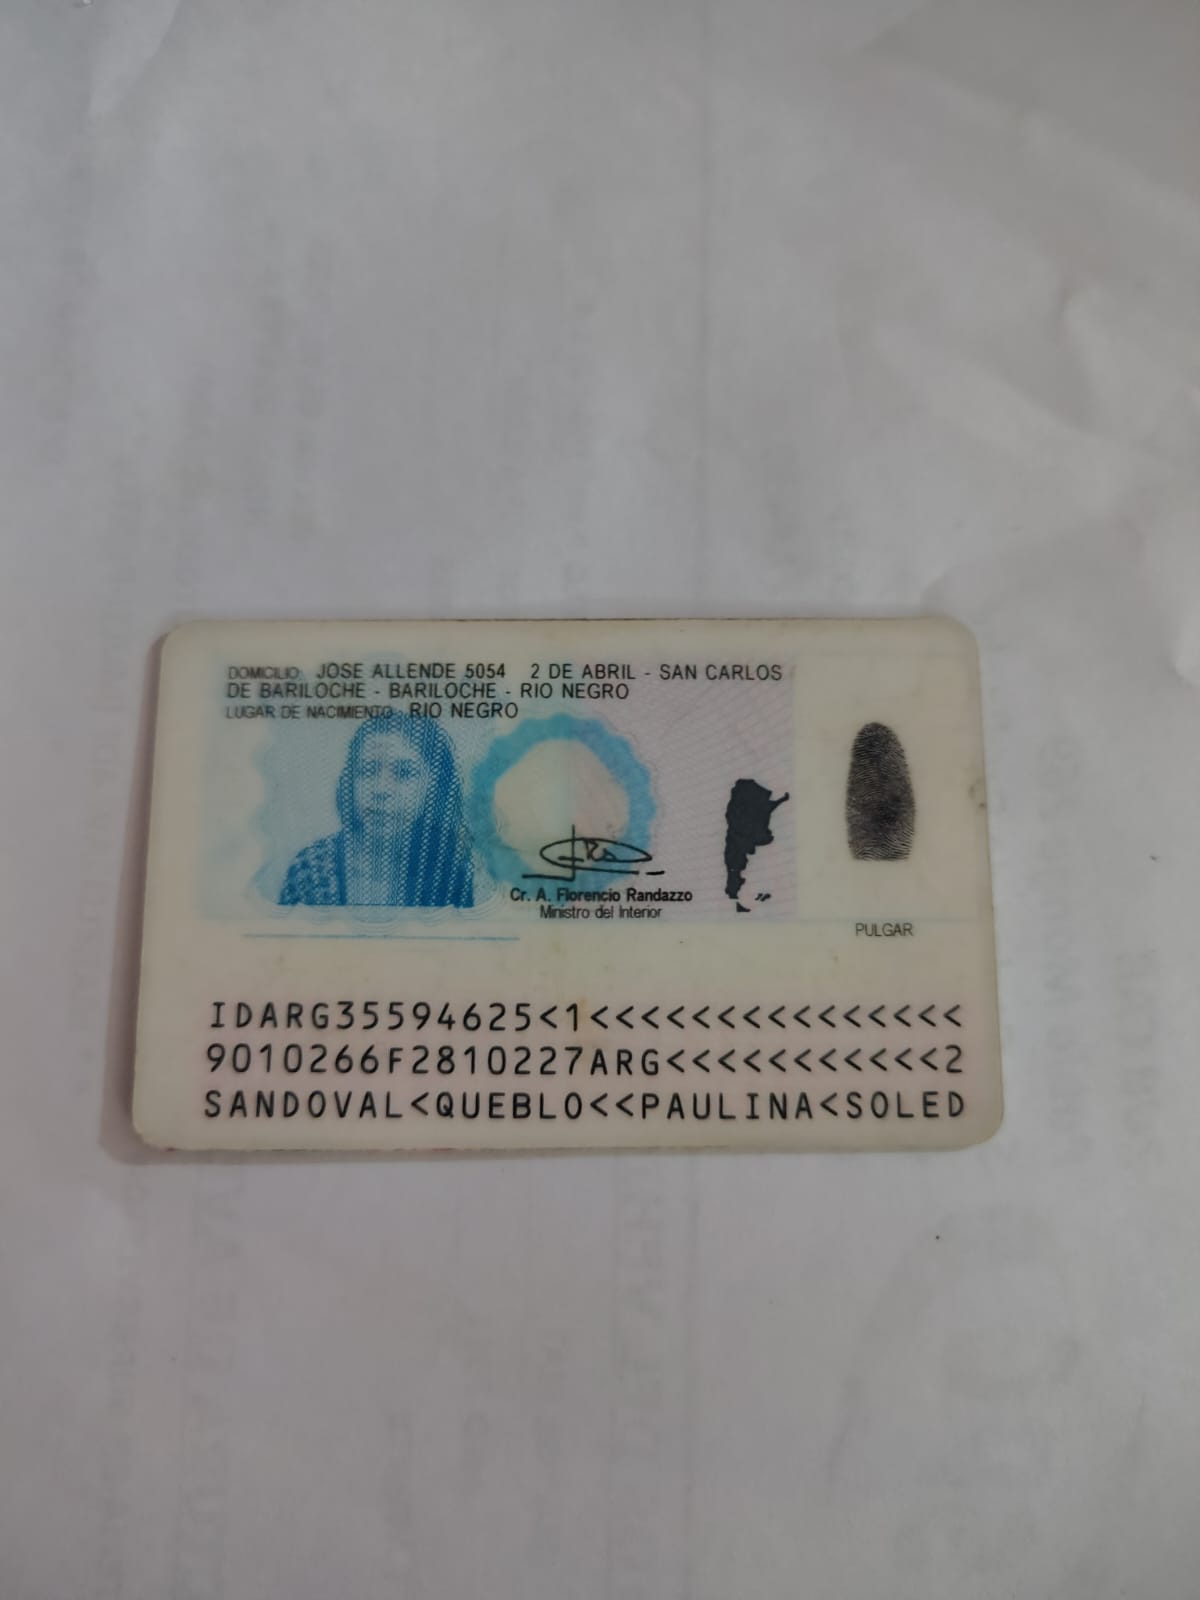 DOMICILIO: JOSE ALLENDE 5054 2 DE ABRIL - SAN CARLOS
DE BARILOCHE - BARILOCHE - RIO NEGRO
LUGAR DE NACIMIENTO: RIO NEGRO
Cr. A. Florencio Randazzo
Ministro del Interior
PULGAR
IDARG35594625<1<<<<<<<<<<<<<<<
9010266F2810227ARG<<<<<<<<<<<2
SANDOVAL<QUEBLO<<PAULINA<SOLED